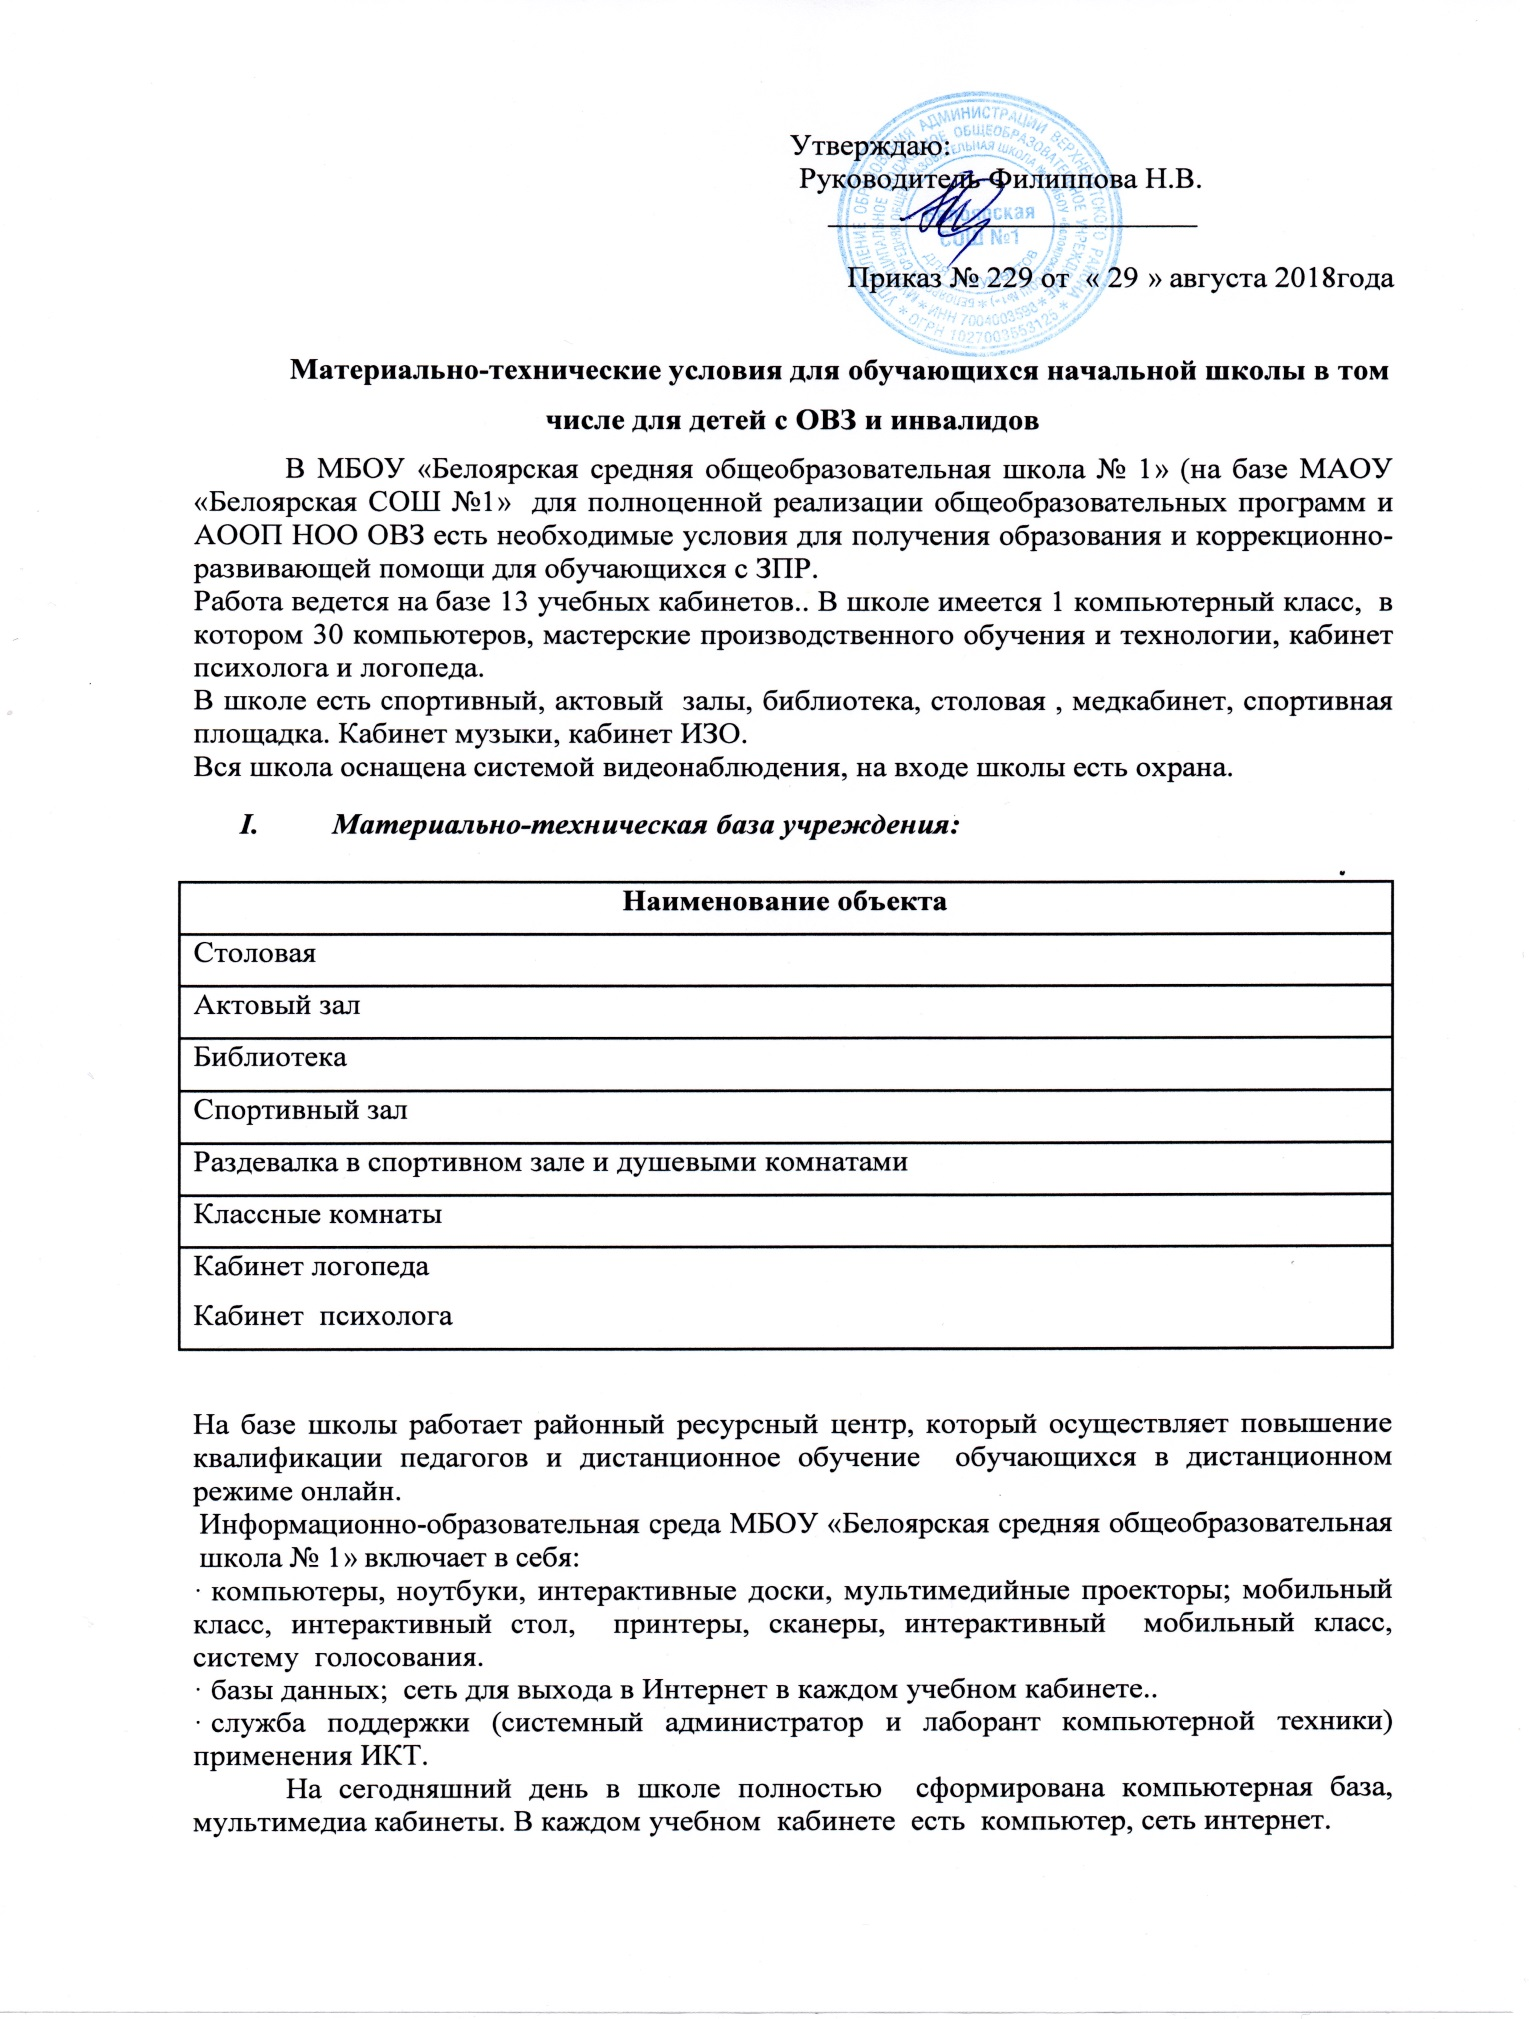 Утверждаю:
Руководитель Филиппова Н.В.
Белоярская
СОШ №1
Приказ № 229 от « 29 » августа 2018года
Материально-технические условия для обучающихся начальной школы в том
числе для детей с ОВЗ и инвалидов
В МБОУ «Белоярская средняя общеобразовательная школа № 1» (на базе МАОУ
«Белоярская СОШ №1» для полноценной реализации общеобразовательных программ и
АООП НОО ОВЗ есть необходимые условия для получения образования и коррекционно-
развивающей помощи для обучающихся с ЗПР.
Работа ведется на базе 13 учебных кабинетов.. В школе имеется 1 компьютерный класс, в
котором 30 компьютеров, мастерские производственного обучения и технологии, кабинет
психолога и логопеда.
В школе есть спортивный, актовый залы, библиотека, столовая , медкабинет, спортивная
площадка. Кабинет музыки, кабинет ИЗО.
Вся школа оснащена системой видеонаблюдения, на входе школы есть охрана.
I. Материально-техническая база учреждения:
Наименование объекта
Столовая
Актовый зал
Библиотека
Спортивный зал
Раздевалка в спортивном зале и душевыми комнатами
Классные комнаты
Кабинет логопеда
Кабинет психолога
На базе школы работает районный ресурсный центр, который осуществляет повышение
квалификации педагогов и дистанционное обучение обучающихся в дистанционном
режиме онлайн.
Информационно-образовательная среда МБОУ «Белоярская средняя общеобразовательная
школа № 1» включает в себя:
· компьютеры, ноутбуки, интерактивные доски, мультимедийные проекторы; мобильный
класс, интерактивный стол, принтеры, сканеры, интерактивный мобильный класс,
систему голосования.
· базы данных; сеть для выхода в Интернет в каждом учебном кабинете..
· служба поддержки (системный администратор и лаборант компьютерной техники)
применения ИКТ.
На сегодняшний день в школе полностью сформирована компьютерная база,
мультимедиа кабинеты. В каждом учебном кабинете есть компьютер, сеть интернет.